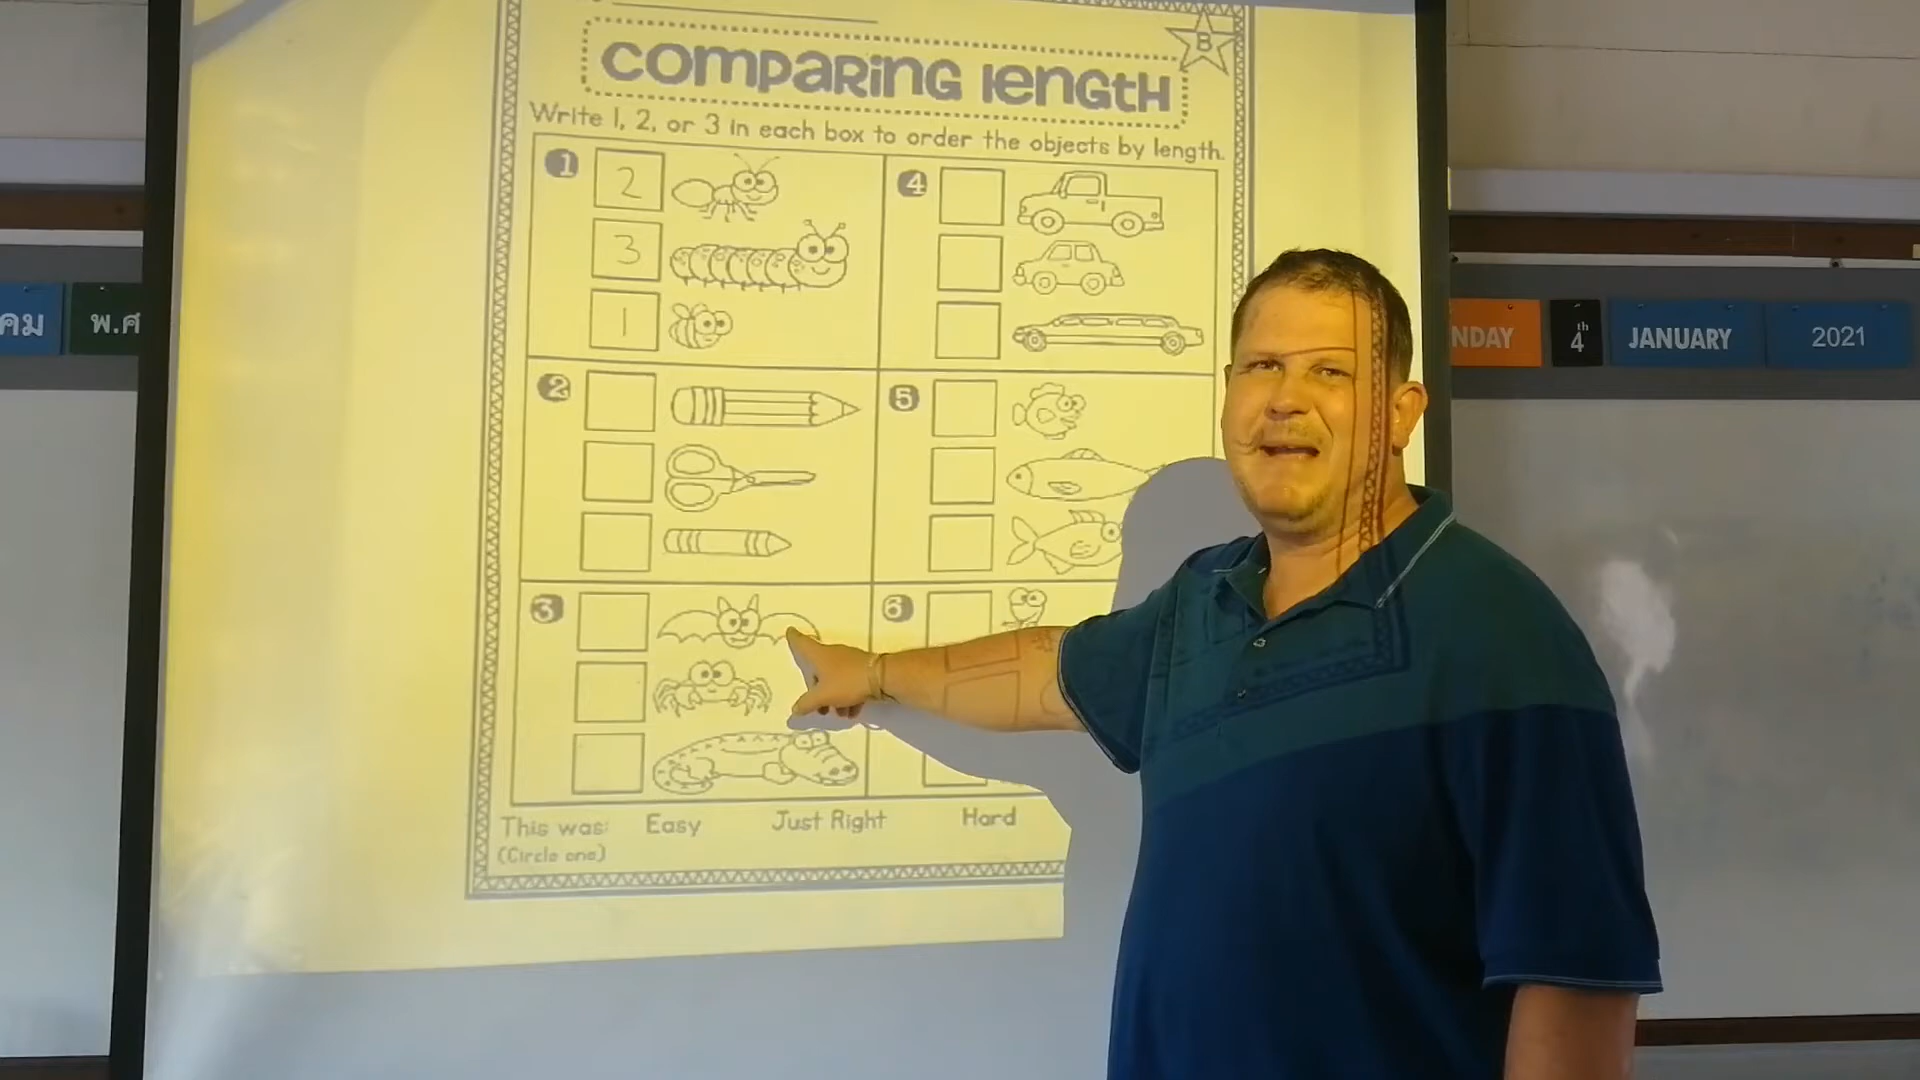 B
COMPARING LENGTH
Write 1, 2, or 3 in each box to order the objects by length.
1
2
3
1
2
3
4
5
6
This was: Easy Just Right Hard
(Circle one)
คม
พ.ศ
NDAY
4th
JANUARY
2021